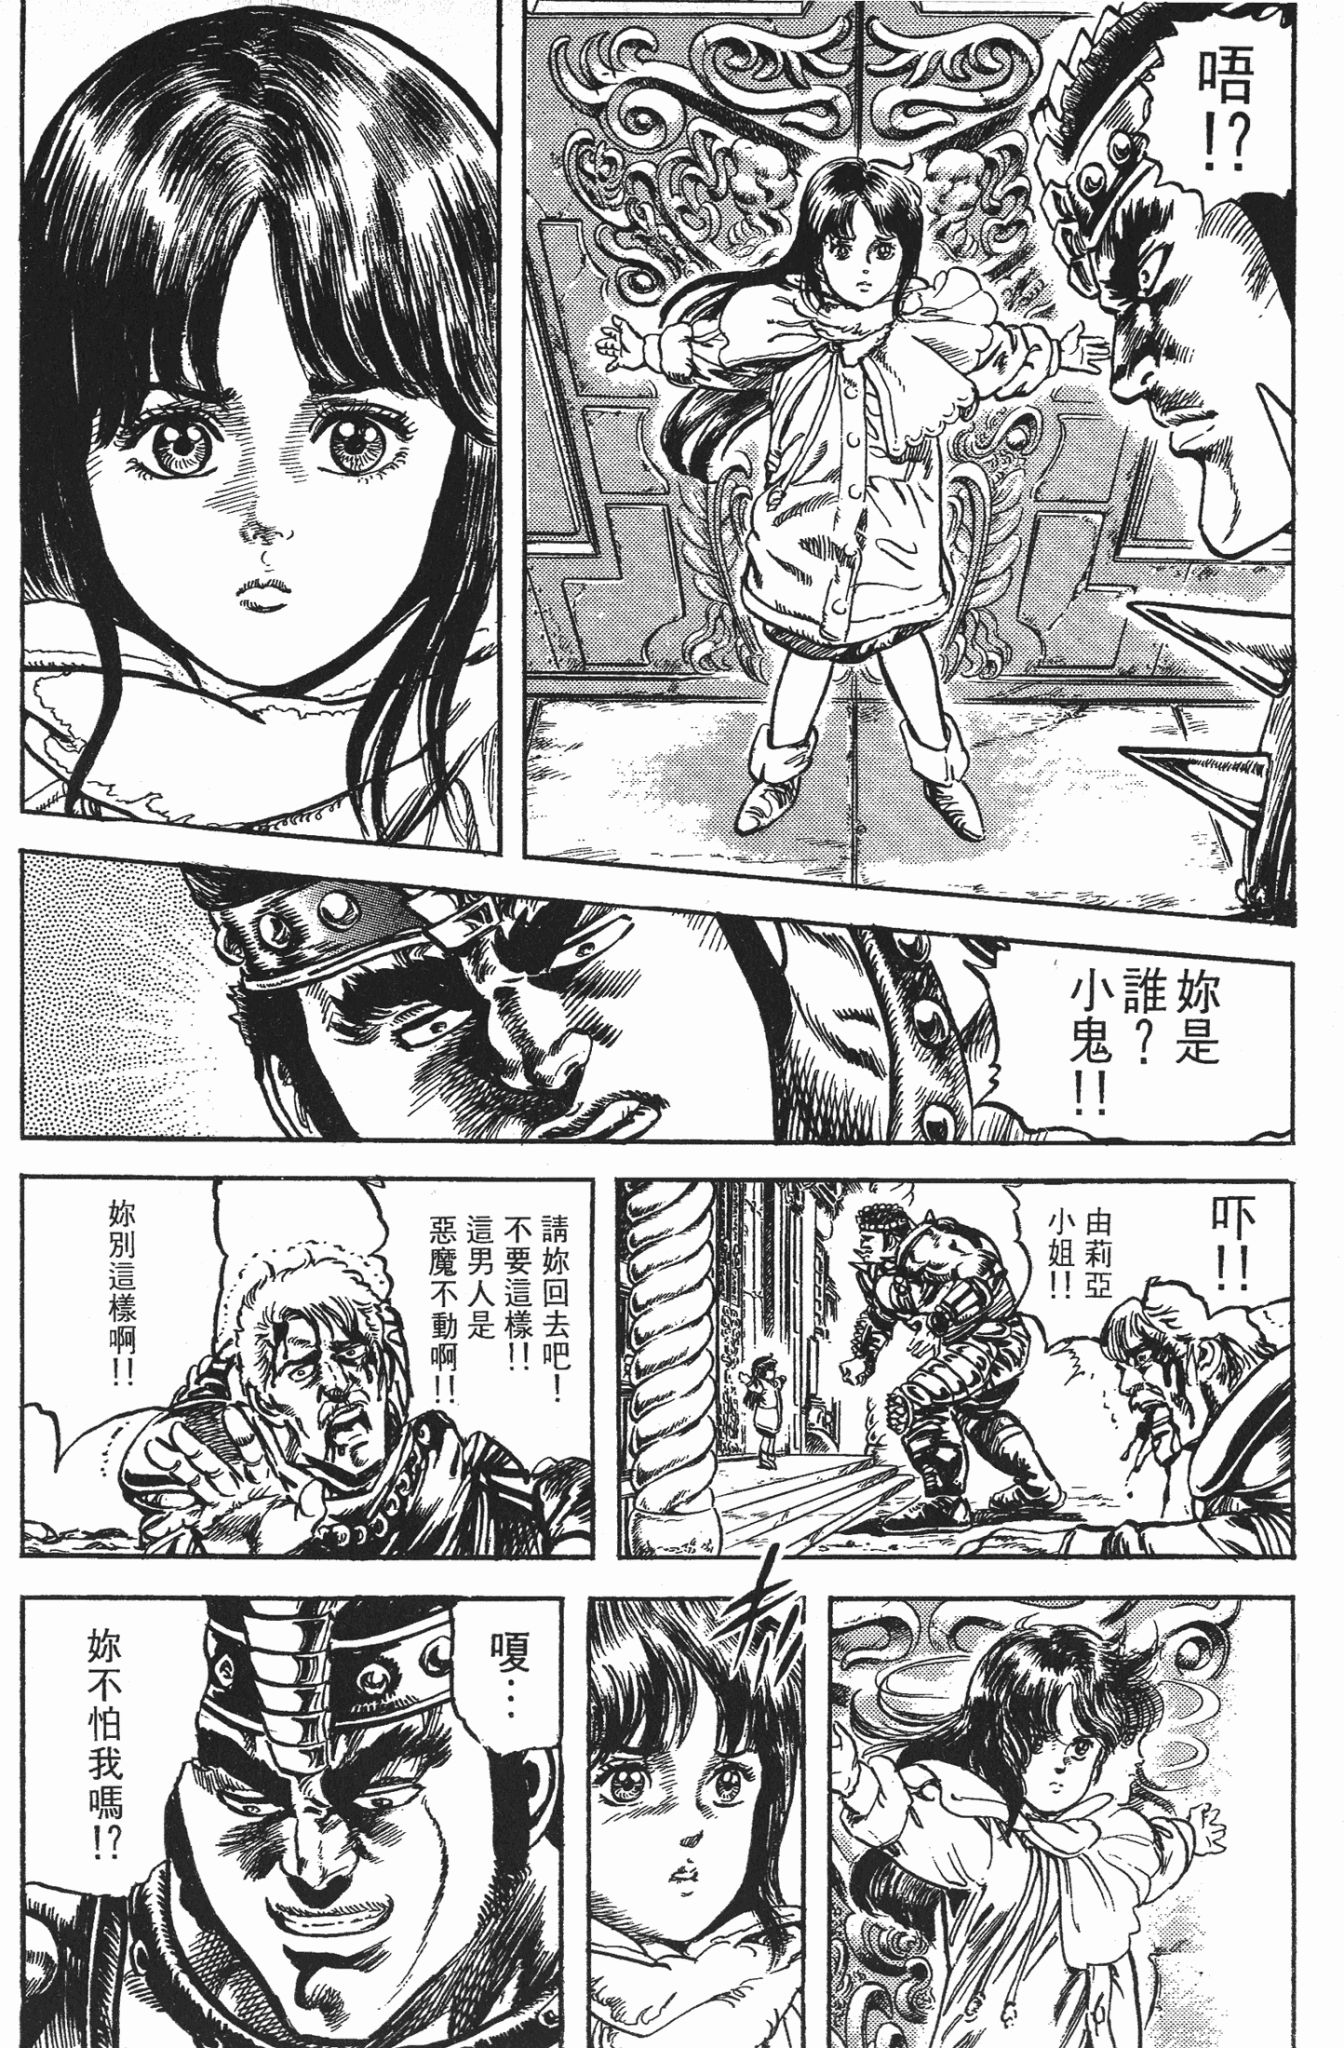 唔!?
妳是
誰?
小鬼!!
吓!!
由莉亞
小姐!!
請妳回去吧!
不要這樣!!
這男人是
惡魔不動啊!!
妳別這樣啊!!
嗄…
妳不怕我嗎!?